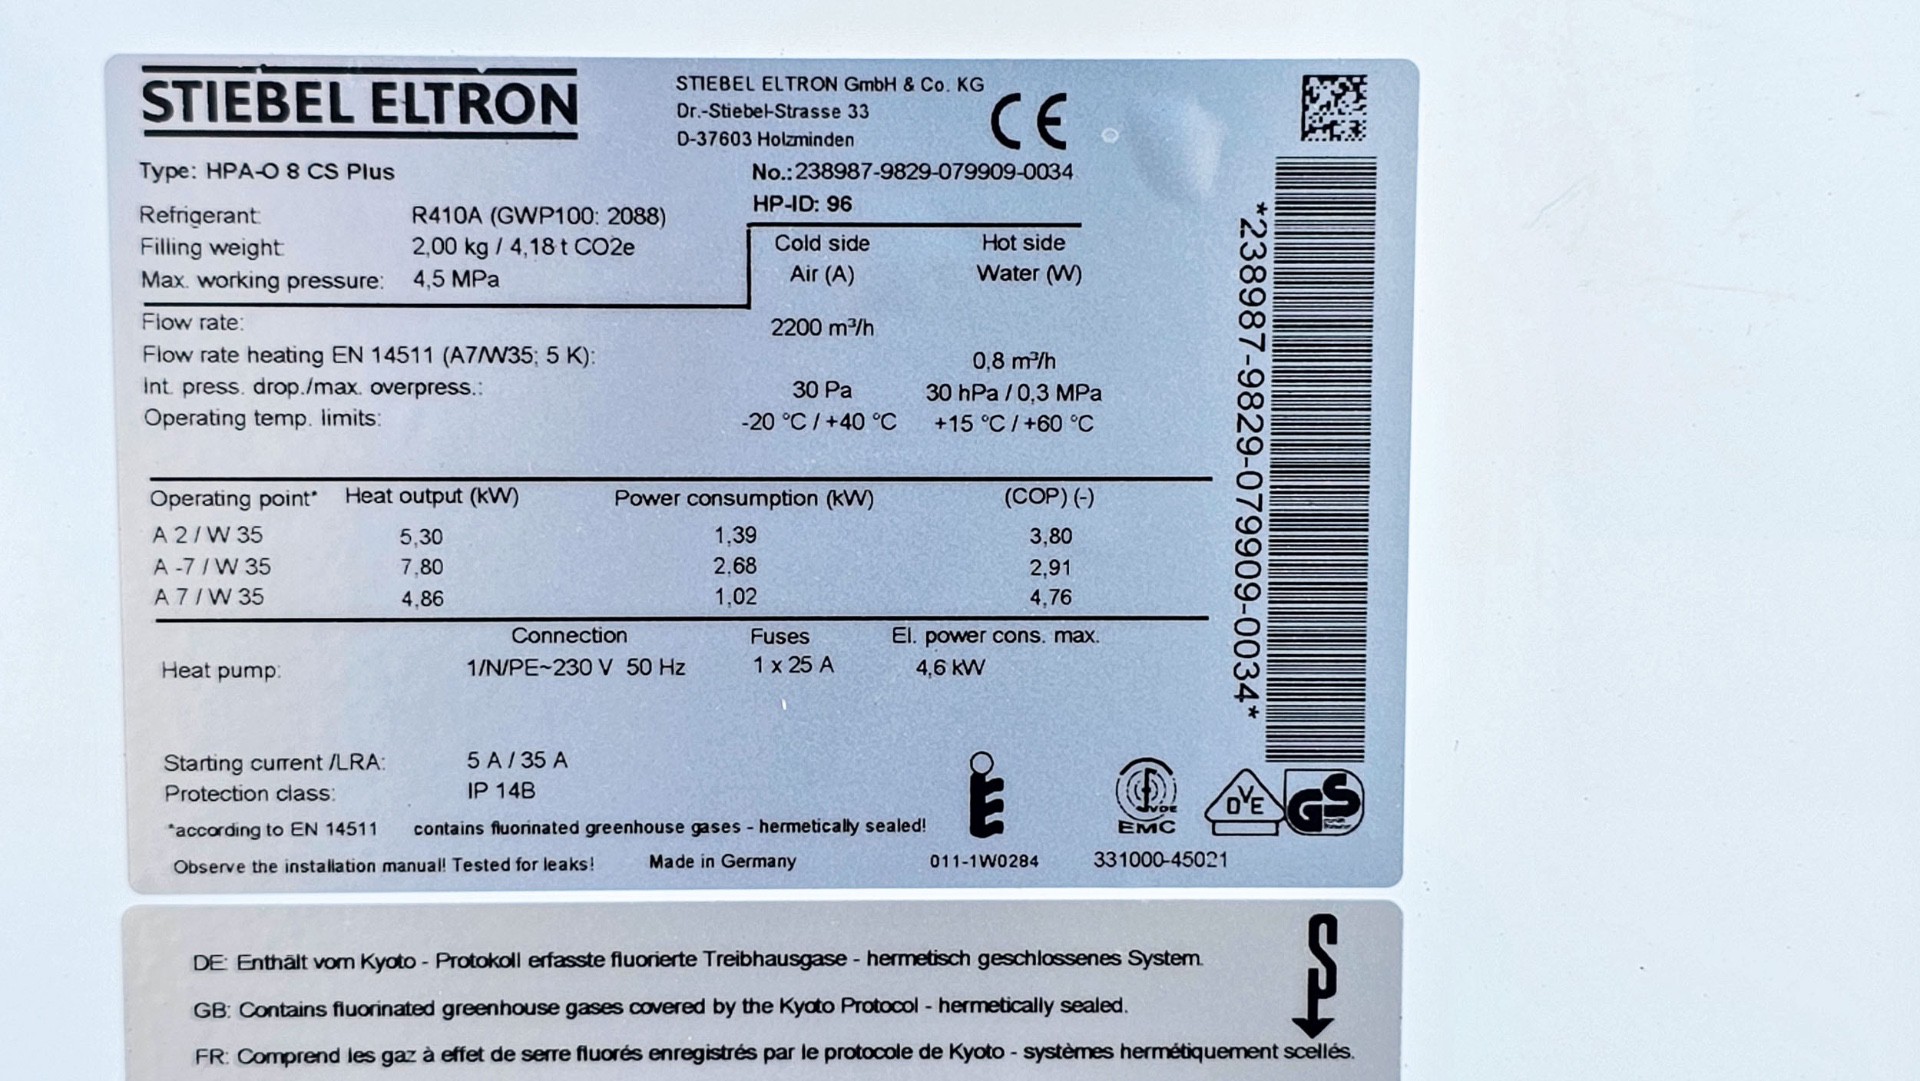 STIEBEL ELTRON
STIEBEL ELTRON GmbH & Co. KG
Dr.-Stiebel-Strasse 33
D-37603 Holzminden
CE
Type: HPA-O 8 CS Plus
No.: 238987-9829-079909-0034
HP-ID: 96
Refrigerant: R410A (GWP100: 2088)
Filling weight: 2,00 kg / 4,18 t CO2e
Max. working pressure: 4,5 MPa
Cold side Hot side
Air (A) Water (W)
Flow rate: 2200 m³/h
Flow rate heating EN 14511 (A7/W35; 5 K): 0,8 m³/h
Int. press. drop./max. overpress.: 30 Pa 30 hPa / 0,3 MPa
Operating temp. limits: -20 °C / +40 °C +15 °C / +60 °C
Operating point* Heat output (kW) Power consumption (kW) (COP) (-)
A 2 / W 35 5,30 1,39 3,80
A -7 / W 35 7,80 2,68 2,91
A 7 / W 35 4,86 1,02 4,76
Connection Fuses El. power cons. max.
Heat pump: 1/N/PE~230 V 50 Hz 1 x 25 A 4,6 kW
Starting current /LRA: 5 A / 35 A
Protection class: IP 14B
*according to EN 14511 contains fluorinated greenhouse gases - hermetically sealed!
Observe the installation manual! Tested for leaks! Made in Germany 011-1W0284 331000-45021
VDE
EMC
DVE
GS
*238987-9829-079909-0034*
DE: Enthält vom Kyoto - Protokoll erfasste fluorierte Treibhausgase - hermetisch geschlossenes System.
GB: Contains fluorinated greenhouse gases covered by the Kyoto Protocol - hermetically sealed.
FR: Comprend les gaz à effet de serre fluorés enregistrés par le protocole de Kyoto - systèmes hermétiquement scellés.